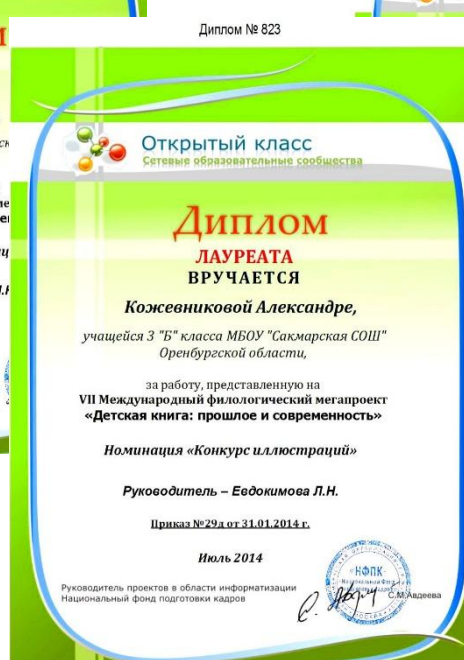 Диплом № 823
Открытый класс
Сетевые образовательные сообщества
Диплом
ЛАУРЕАТА
ВРУЧАЕТСЯ
Кожевниковой Александре,
учащейся 3 "Б" класса МБОУ "Сакмарская СОШ"
Оренбургской области,
за работу, представленную на
VII Международный филологический мегапроект
«Детская книга: прошлое и современность»
Номинация «Конкурс иллюстраций»
Руководитель – Евдокимова Л.Н.
Приказ №29д от 31.01.2014 г.
Июль 2014
Руководитель проектов в области информатизации
Национальный фонд подготовки кадров
НФПК
С.М.Авдеева